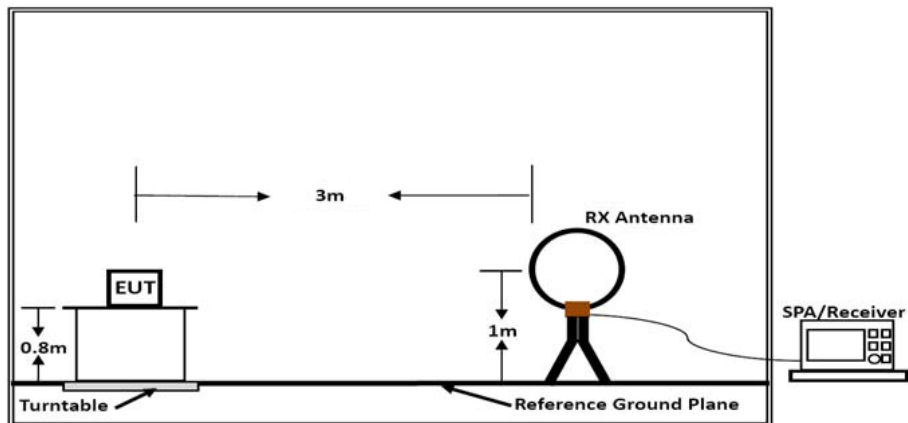 3m
RX Antenna
EUT
SPA/Receiver
0.8m
1m
Turntable
Reference Ground Plane